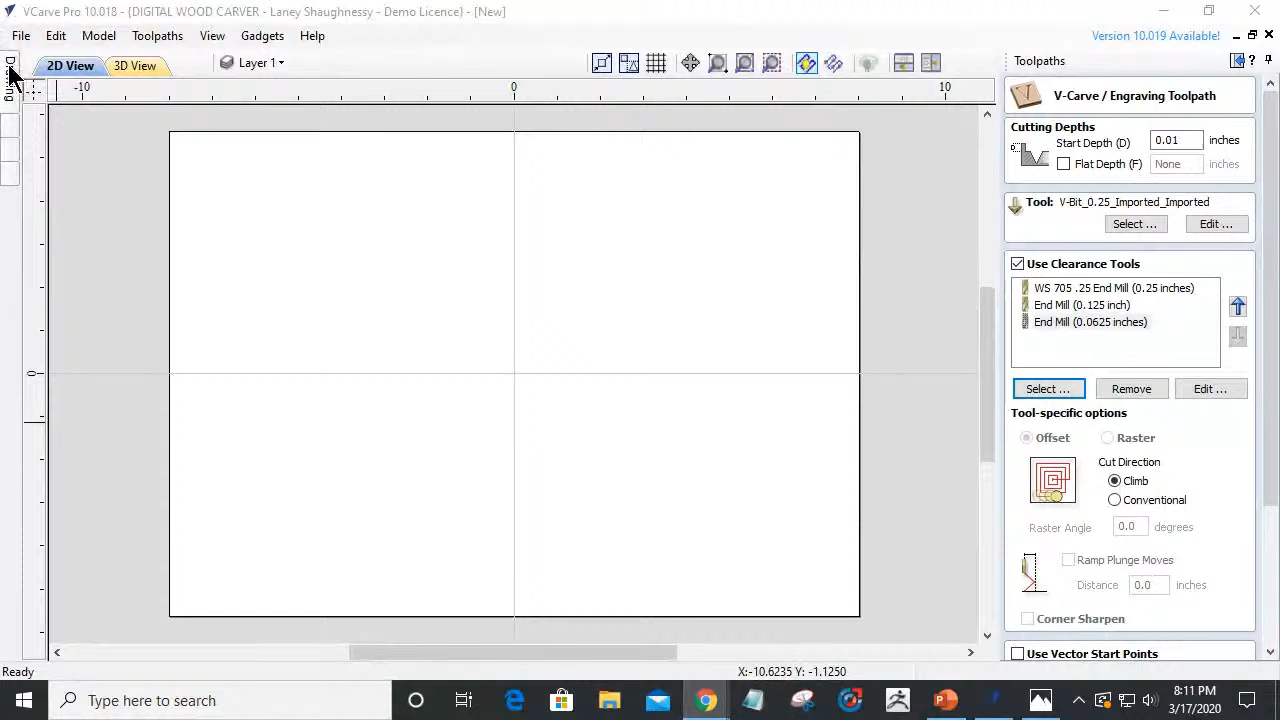 VCarve Pro 10.018 - {DIGITAL WOOD CARVER - Laney Shaughnessy - Demo Licence} - [New]
File Edit Model Toolpaths View Gadgets Help
Version 10.019 Available!
2D View 3D View Layer 1
Toolpaths
-10 0 10
V-Carve / Engraving Toolpath
Cutting Depths
Start Depth (D) 0.01 inches
Flat Depth (F) None inches
Tool: V-Bit_0.25_Imported_Imported
Select ... Edit ...
Use Clearance Tools
WS 705 .25 End Mill (0.25 inches)
End Mill (0.125 inch)
End Mill (0.0625 inches)
Select ... Remove Edit ...
Tool-specific options
Offset Raster
Cut Direction
Climb
Conventional
Raster Angle 0.0 degrees
Ramp Plunge Moves
Distance 0.0 inches
Corner Sharpen
Use Vector Start Points
0
Ready X:-10.6235 Y: -1.1250
Type here to search
8:11 PM
3/17/2020